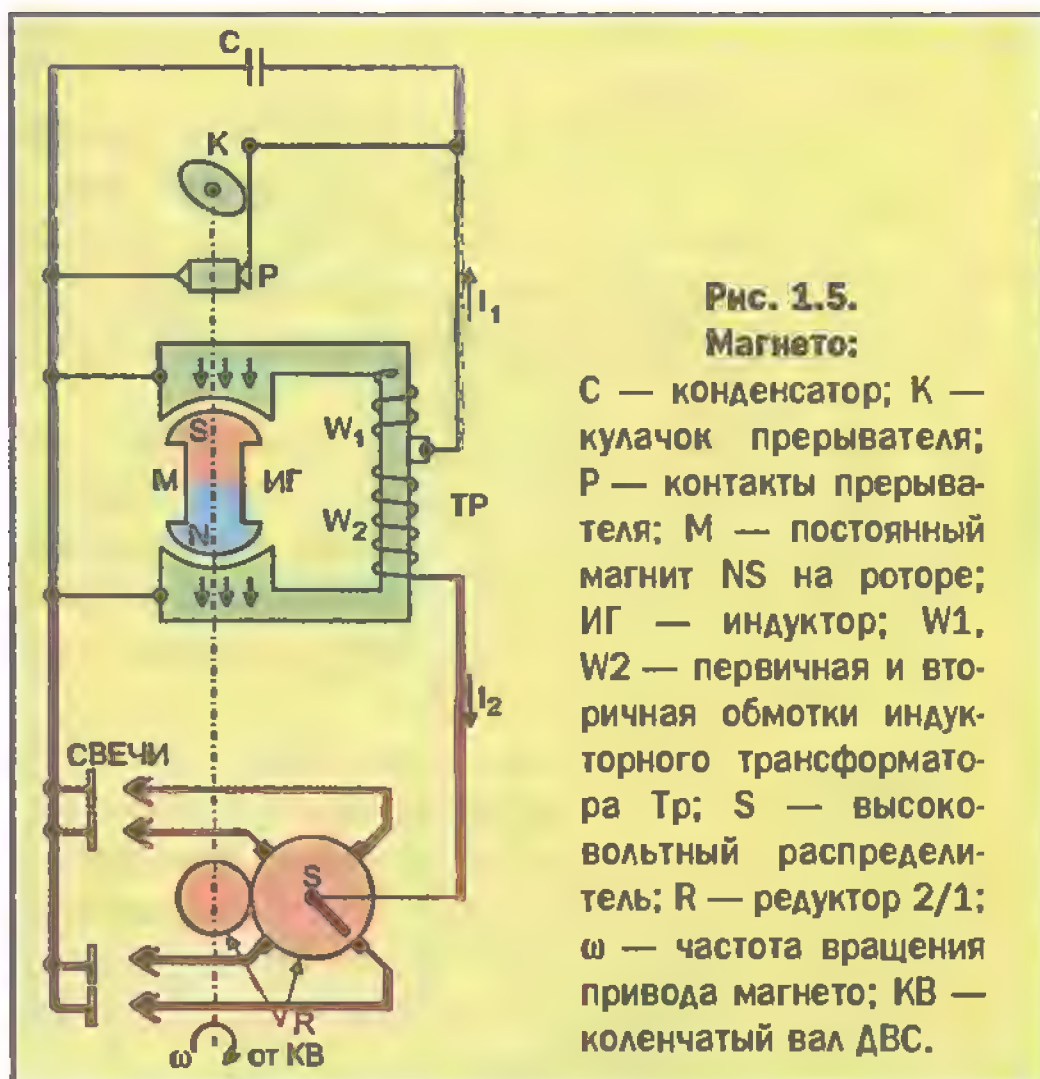 C
K
P
I₁
S
W₁
М
ИГ
ТР
W₂
N
I₂
СВЕЧИ
S
R
ω
от КВ
Рис. 1.5.
Магнето:
С — конденсатор; К —
кулачок прерывателя;
Р — контакты прерыва-
теля; М — постоянный
магнит NS на роторе;
ИГ — индуктор; W1,
W2 — первичная и вто-
ричная обмотки индук-
торного трансформато-
ра Тр; S — высоко-
вольтный распредели-
тель; R — редуктор 2/1;
ω — частота вращения
привода магнето; КВ —
коленчатый вал ДВС.